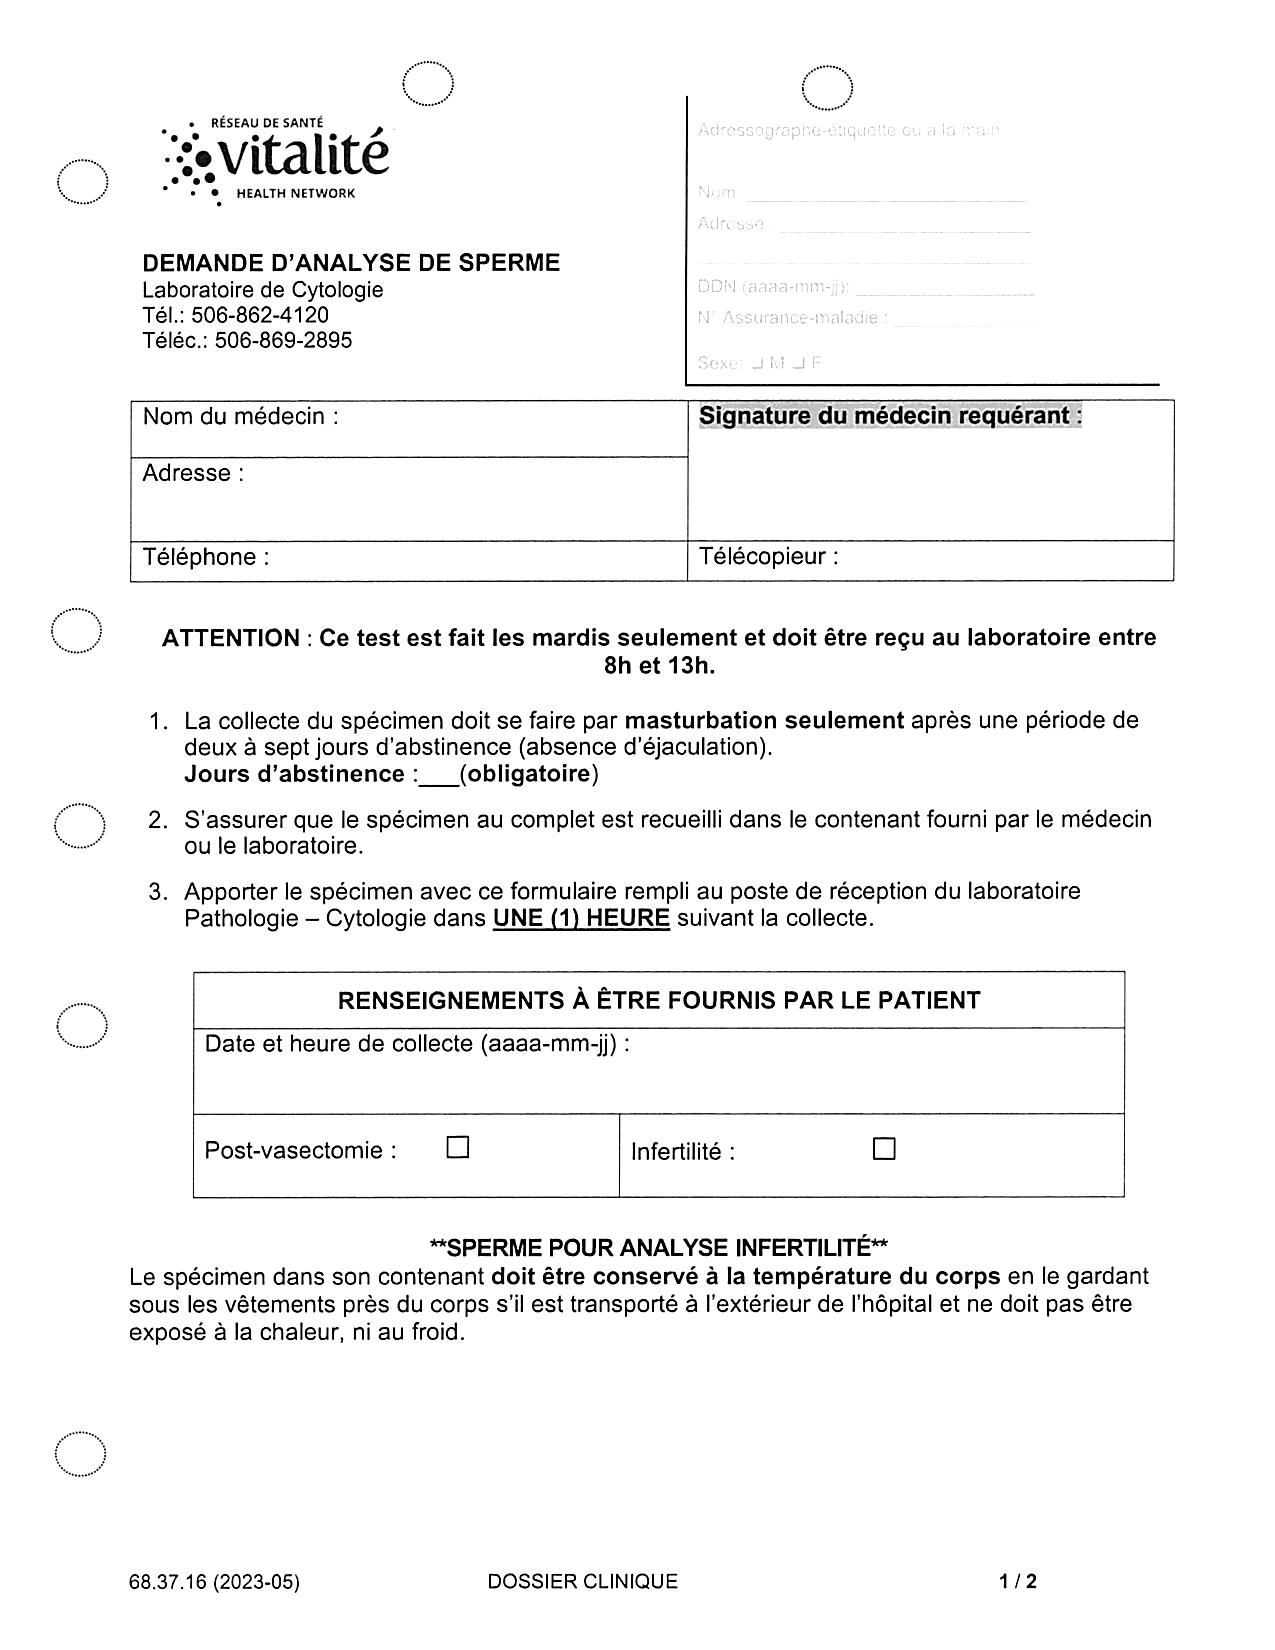 RÉSEAU DE SANTÉ
vitalité
HEALTH NETWORK
DEMANDE D'ANALYSE DE SPERME
Laboratoire de Cytologie
Tél.: 506-862-4120
Téléc.: 506-869-2895
Adressographe-étiquette ou à la main
Nom
Adresse
DDN (aaaa-mm-jj):
N° Assurance-maladie :
Sexe: M F
Nom du médecin :
Signature du médecin requérant :
Adresse :
Téléphone :
Télécopieur :
ATTENTION : Ce test est fait les mardis seulement et doit être reçu au laboratoire entre
8h et 13h.
1. La collecte du spécimen doit se faire par masturbation seulement après une période de
deux à sept jours d'abstinence (absence d'éjaculation).
Jours d'abstinence :___(obligatoire)
2. S'assurer que le spécimen au complet est recueilli dans le contenant fourni par le médecin
ou le laboratoire.
3. Apporter le spécimen avec ce formulaire rempli au poste de réception du laboratoire
Pathologie – Cytologie dans UNE (1) HEURE suivant la collecte.
RENSEIGNEMENTS À ÊTRE FOURNIS PAR LE PATIENT
Date et heure de collecte (aaaa-mm-jj) :
Post-vasectomie : ☐
Infertilité : ☐
**SPERME POUR ANALYSE INFERTILITÉ**
Le spécimen dans son contenant doit être conservé à la température du corps en le gardant
sous les vêtements près du corps s'il est transporté à l'extérieur de l'hôpital et ne doit pas être
exposé à la chaleur, ni au froid.
68.37.16 (2023-05)
DOSSIER CLINIQUE
1 / 2